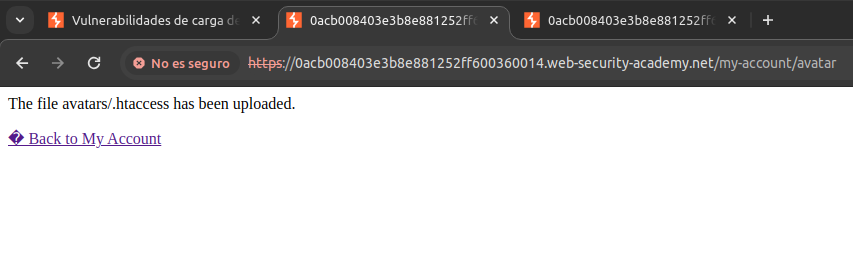 Vulnerabilidades de carga de
0acb008403e3b8e881252ff6
0acb008403e3b8e881252ff6
No es seguro
https://0acb008403e3b8e881252ff600360014.web-security-academy.net/my-account/avatar
The file avatars/.htaccess has been uploaded.
� Back to My Account